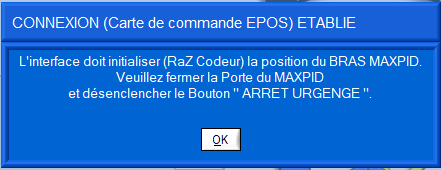 CONNEXION (Carte de commande EPOS) ETABLIE
L'interface doit initialiser (RaZ Codeur) la position du BRAS MAXPID.
Veuillez fermer la Porte du MAXPID
et désenclencher le Bouton " ARRET URGENGE ".
OK